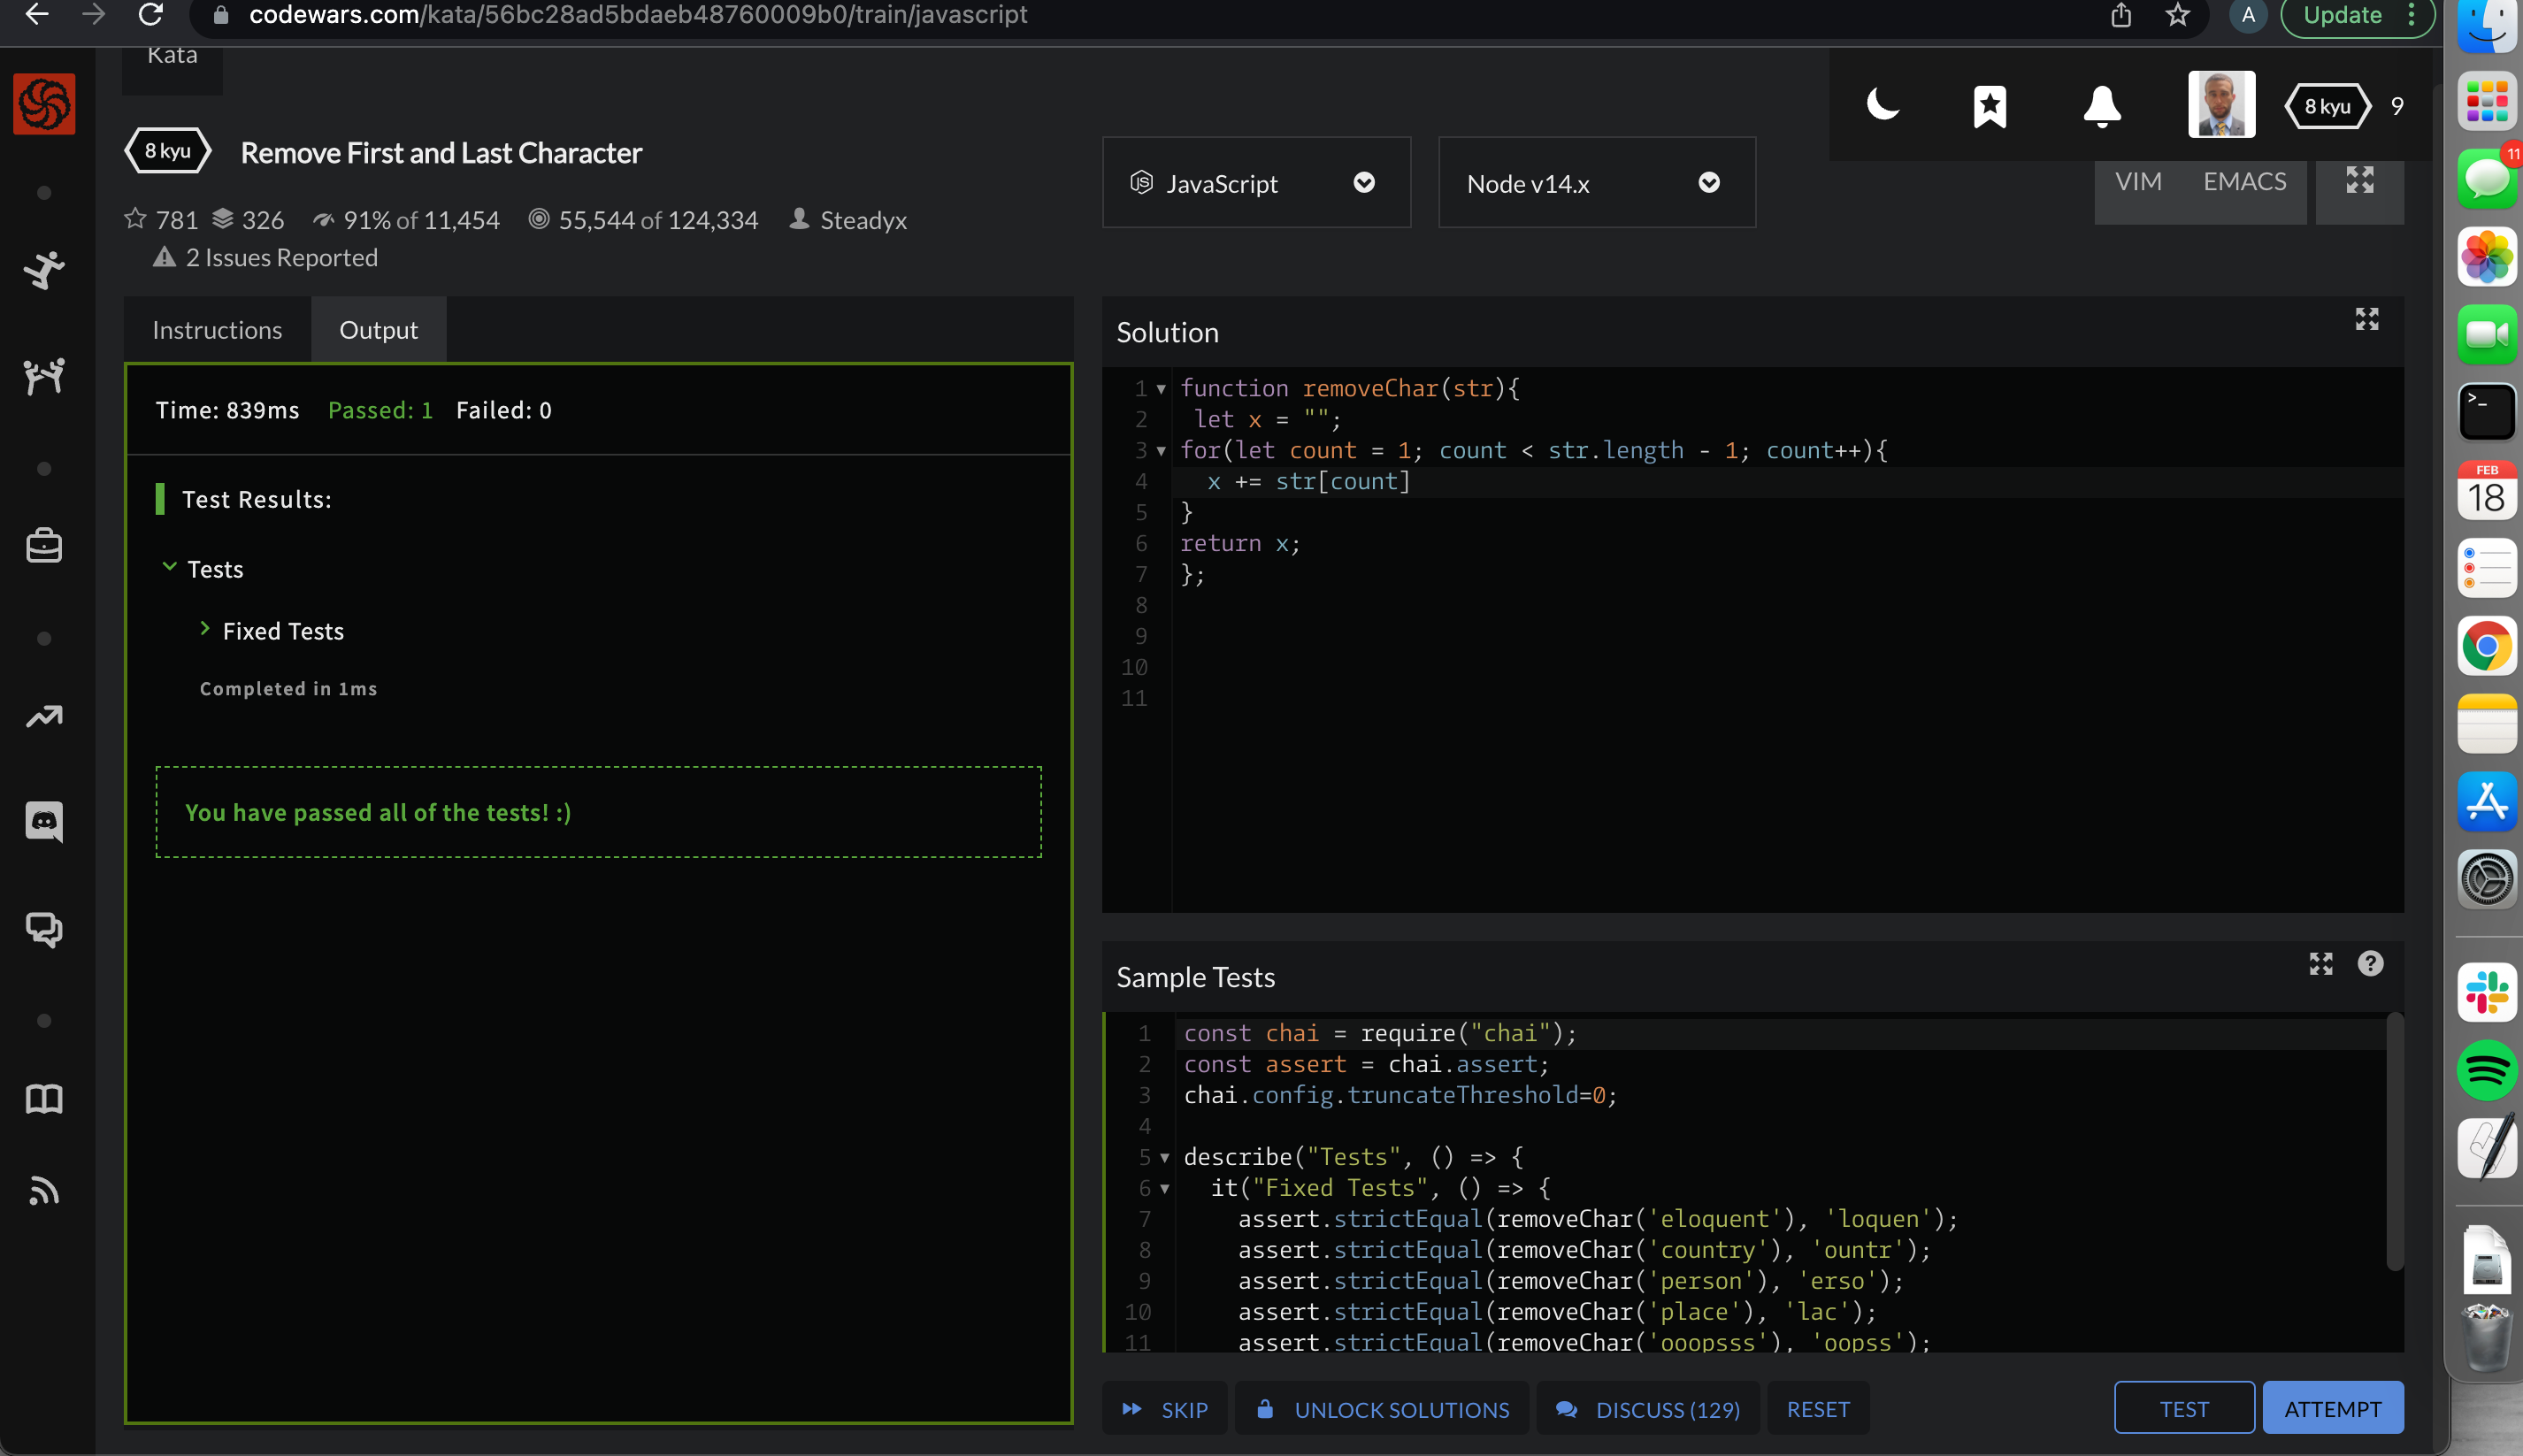 codewars.com/kata/56bc28ad5bdaeb48760009b0/train/javascript
A
Update
Kata
8 kyu
9
8 kyu
Remove First and Last Character
781 326 91% of 11,454 55,544 of 124,334 Steadyx
2 Issues Reported
JS JavaScript
Node v14.x
VIM EMACS
Instructions Output
Time: 839ms Passed: 1 Failed: 0
Test Results:
Tests
Fixed Tests
Completed in 1ms
You have passed all of the tests! :)
Solution
1 function removeChar(str){
2 let x = "";
3 for(let count = 1; count < str.length - 1; count++){
4 x += str[count]
5 }
6 return x;
7 };
8
9
10
11
Sample Tests
?
1 const chai = require("chai");
2 const assert = chai.assert;
3 chai.config.truncateThreshold=0;
4
5 describe("Tests", () => {
6 it("Fixed Tests", () => {
7 assert.strictEqual(removeChar('eloquent'), 'loquen');
8 assert.strictEqual(removeChar('country'), 'ountr');
9 assert.strictEqual(removeChar('person'), 'erso');
10 assert.strictEqual(removeChar('place'), 'lac');
11 assert.strictEqual(removeChar('ooopsss'), 'oopss');
SKIP UNLOCK SOLUTIONS DISCUSS (129) RESET TEST ATTEMPT
11
>_
FEB
18